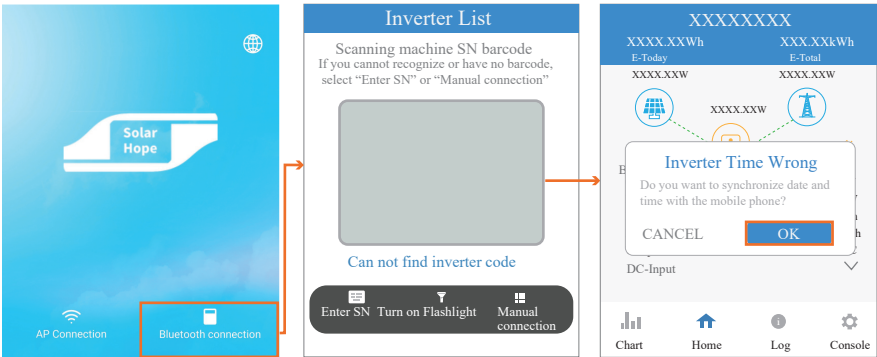 Solar
Hope
AP Connection
Bluetooth connection
Inverter List
Scanning machine SN barcode
If you cannot recognize or have no barcode,
select “Enter SN” or “Manual connection”
Can not find inverter code
Enter SN
Turn on Flashlight
Manual
connection
XXXXXXXX
XXXX.XXWh
XXX.XXkWh
E-Today
E-Total
XXXX.XXW
XXXX.XXW
XXXX.XXW
Inverter Time Wrong
Do you want to synchronize date and
time with the mobile phone?
CANCEL
OK
DC-Input
Chart
Home
Log
Console